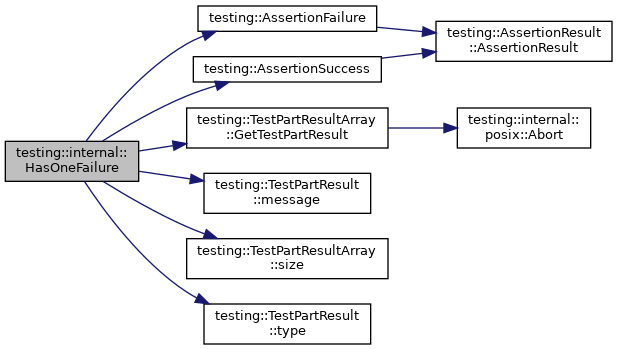 testing::internal::
HasOneFailure
testing::AssertionFailure
testing::AssertionSuccess
testing::TestPartResultArray
::GetTestPartResult
testing::TestPartResult
::message
testing::TestPartResultArray
::size
testing::TestPartResult
::type
testing::AssertionResult
::AssertionResult
testing::internal::
posix::Abort